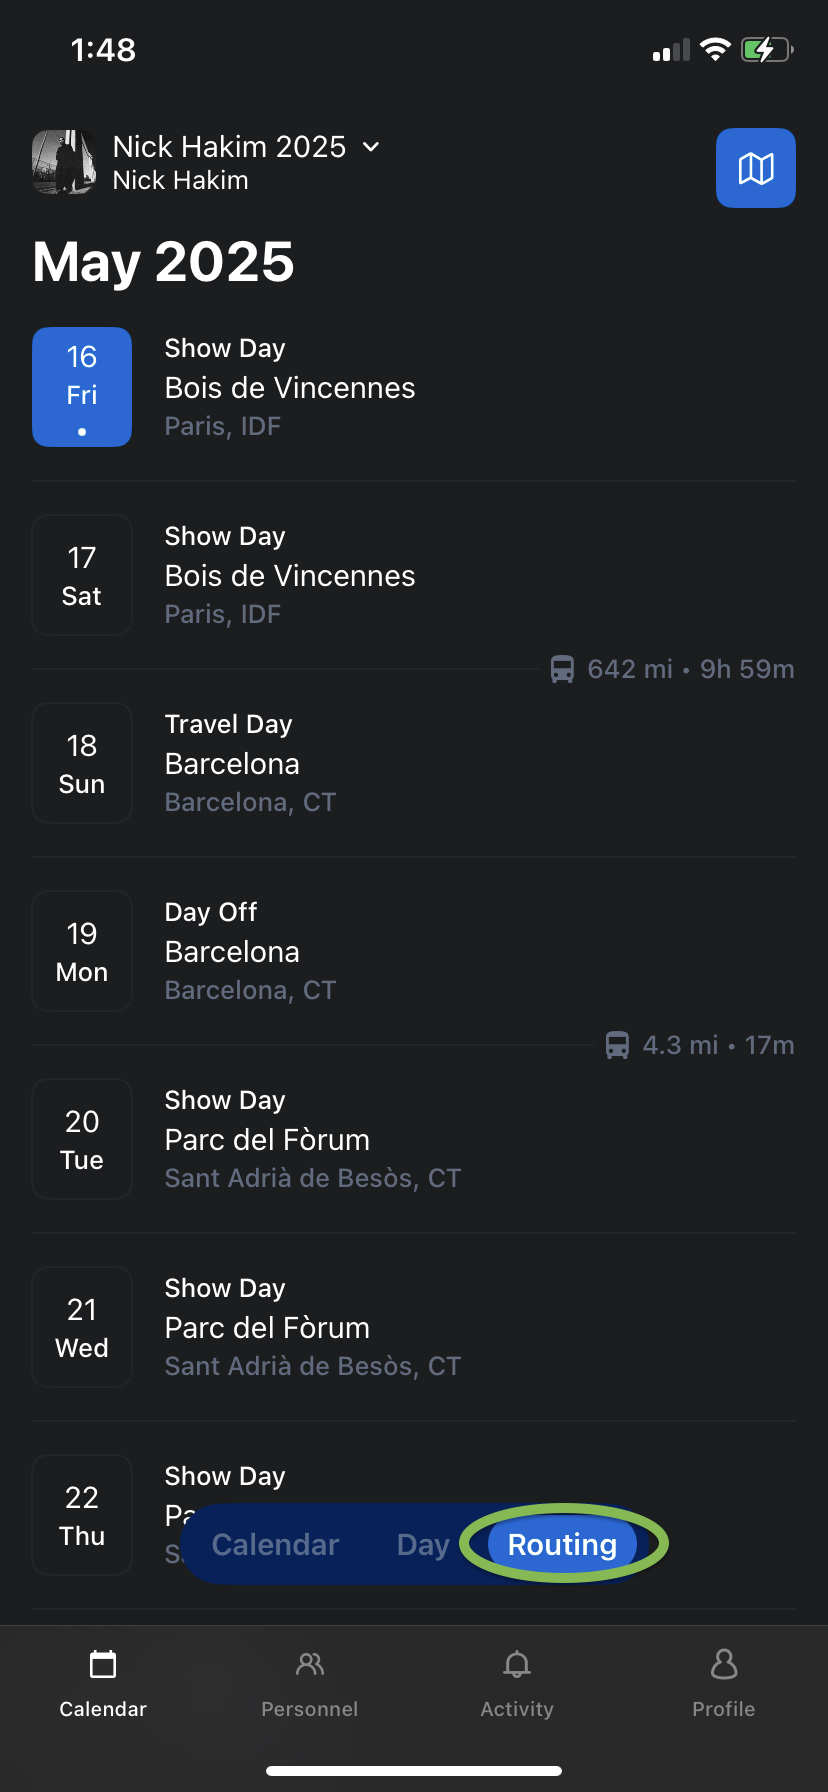 1:48
Nick Hakim 2025
Nick Hakim
May 2025
16
Fri
Show Day
Bois de Vincennes
Paris, IDF
17
Sat
Show Day
Bois de Vincennes
Paris, IDF
642 mi • 9h 59m
18
Sun
Travel Day
Barcelona
Barcelona, CT
19
Mon
Day Off
Barcelona
Barcelona, CT
4.3 mi • 17m
20
Tue
Show Day
Parc del Fòrum
Sant Adrià de Besòs, CT
21
Wed
Show Day
Parc del Fòrum
Sant Adrià de Besòs, CT
22
Thu
Show Day
Calendar Day Routing
Calendar Personnel Activity Profile